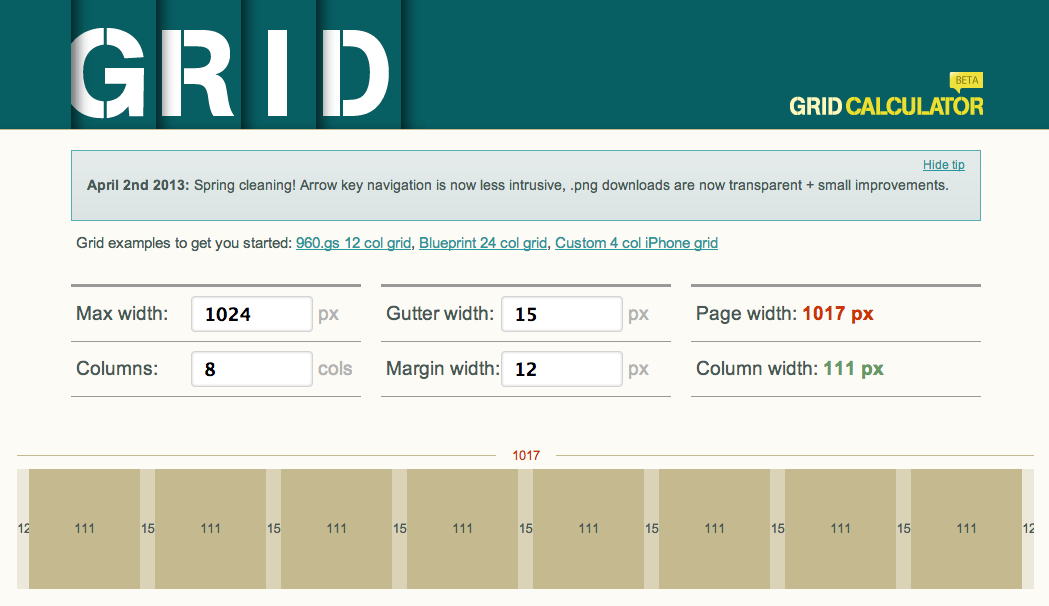 GRID
BETA
GRID CALCULATOR
Hide tip
April 2nd 2013: Spring cleaning! Arrow key navigation is now less intrusive, .png downloads are now transparent + small improvements.
Grid examples to get you started: 960.gs 12 col grid, Blueprint 24 col grid, Custom 4 col iPhone grid
Max width: 1024 px Gutter width: 15 px Page width: 1017 px
Columns: 8 cols Margin width: 12 px Column width: 111 px
1017
12 111 15 111 15 111 15 111 15 111 15 111 15 111 15 111 12